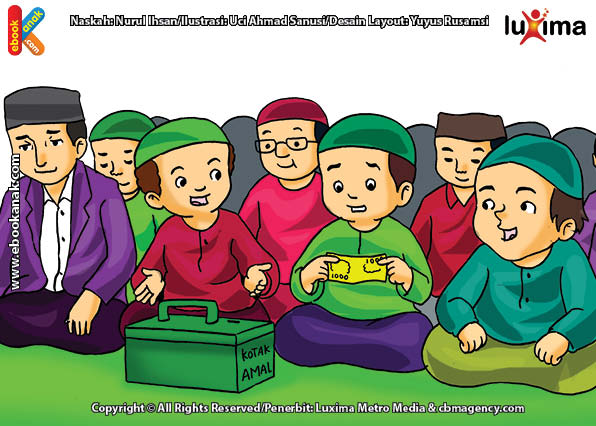 Naskah: Nurul Ihsan/Ilustrasi: Uci Ahmad Sanusi/Desain Layout: Yuyus Rusamsi
ebook
anak
.com
luxima
www.ebookanak.com
1000
100
KOTAK
AMAL
Copyright © All Rights Reserved/Penerbit: Luxima Metro Media & cbmagency.com